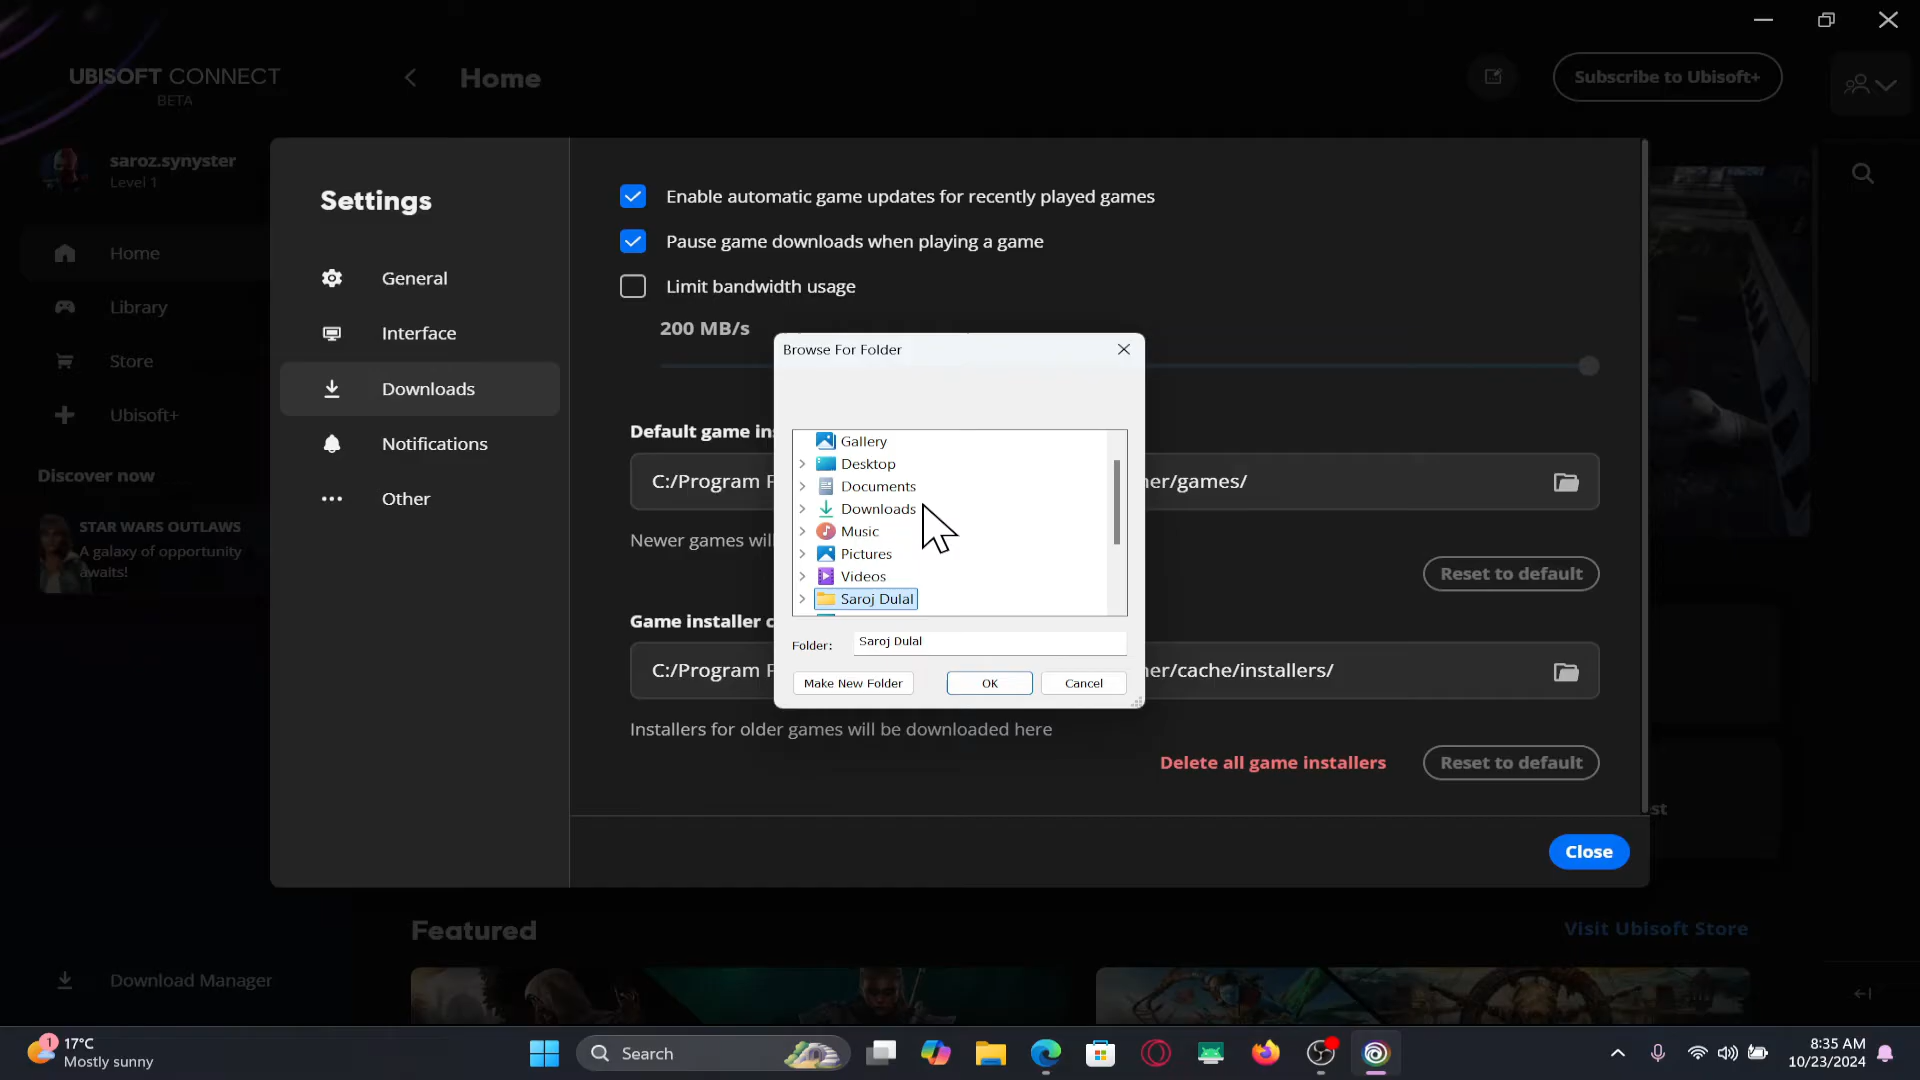 UBISOFT CONNECT
BETA
Home
Subscribe to Ubisoft+
saroz.synyster
Level 1
Home
Library
Store
Ubisoft+
Discover now
STAR WARS OUTLAWS
A galaxy of opportunity
awaits!
Download Manager
Settings
General
Interface
Downloads
Notifications
Other
Enable automatic game updates for recently played games
Pause game downloads when playing a game
Limit bandwidth usage
200 MB/s
Default game in
C:/Program F
er/games/
Newer games wil
Reset to default
Game installer c
C:/Program F
er/cache/installers/
Installers for older games will be downloaded here
Delete all game installers
Reset to default
Close
Browse For Folder
Gallery
Desktop
Documents
Downloads
Music
Pictures
Videos
Saroj Dulal
Folder:
Saroj Dulal
Make New Folder
OK
Cancel
st
Featured
Visit Ubisoft Store
1
17°C
Mostly sunny
Search
8:35 AM
10/23/2024